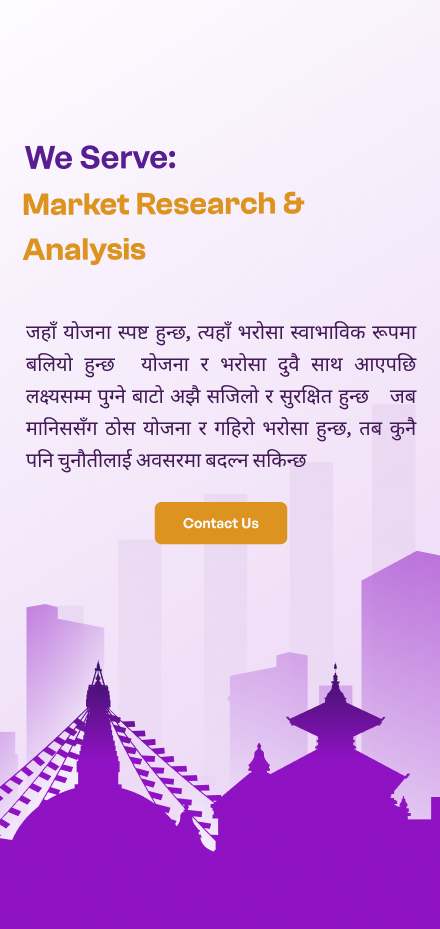 We Serve:
Market Research &
Analysis
जहाँ योजना स्पष्ट हुन्छ, त्यहाँ भरोसा स्वाभाविक रूपमा
बलियो हुन्छ योजना र भरोसा दुवै साथ आएपछि
लक्ष्यसम्म पुग्ने बाटो अझै सजिलो र सुरक्षित हुन्छ जब
मानिससँग ठोस योजना र गहिरो भरोसा हुन्छ, तब कुनै
पनि चुनौतीलाई अवसरमा बदल्न सकिन्छ
Contact Us